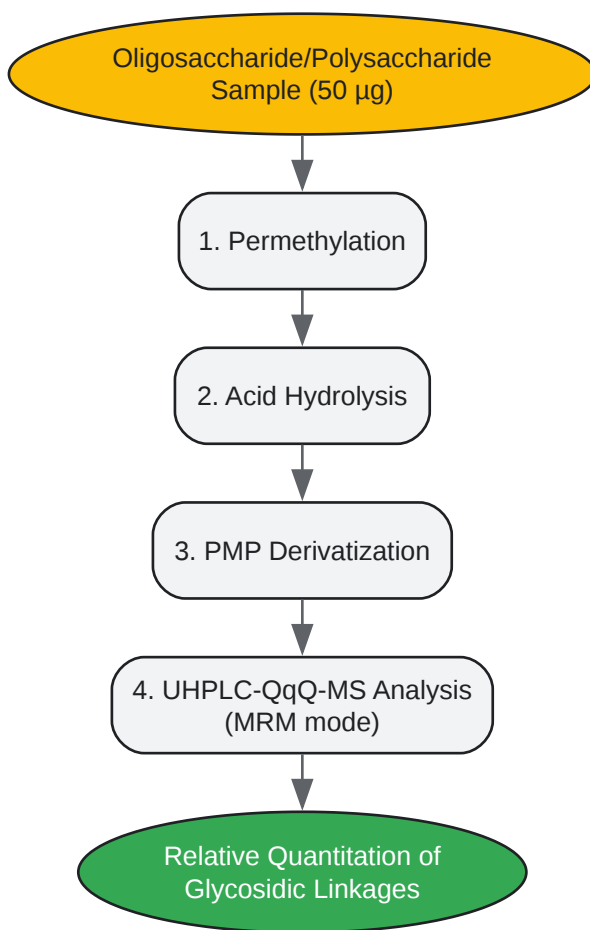 Oligosaccharide/Polysaccharide
Sample (50 µg)
1. Permethylation
2. Acid Hydrolysis
3. PMP Derivatization
4. UHPLC-QqQ-MS Analysis
(MRM mode)
Relative Quantitation of
Glycosidic Linkages